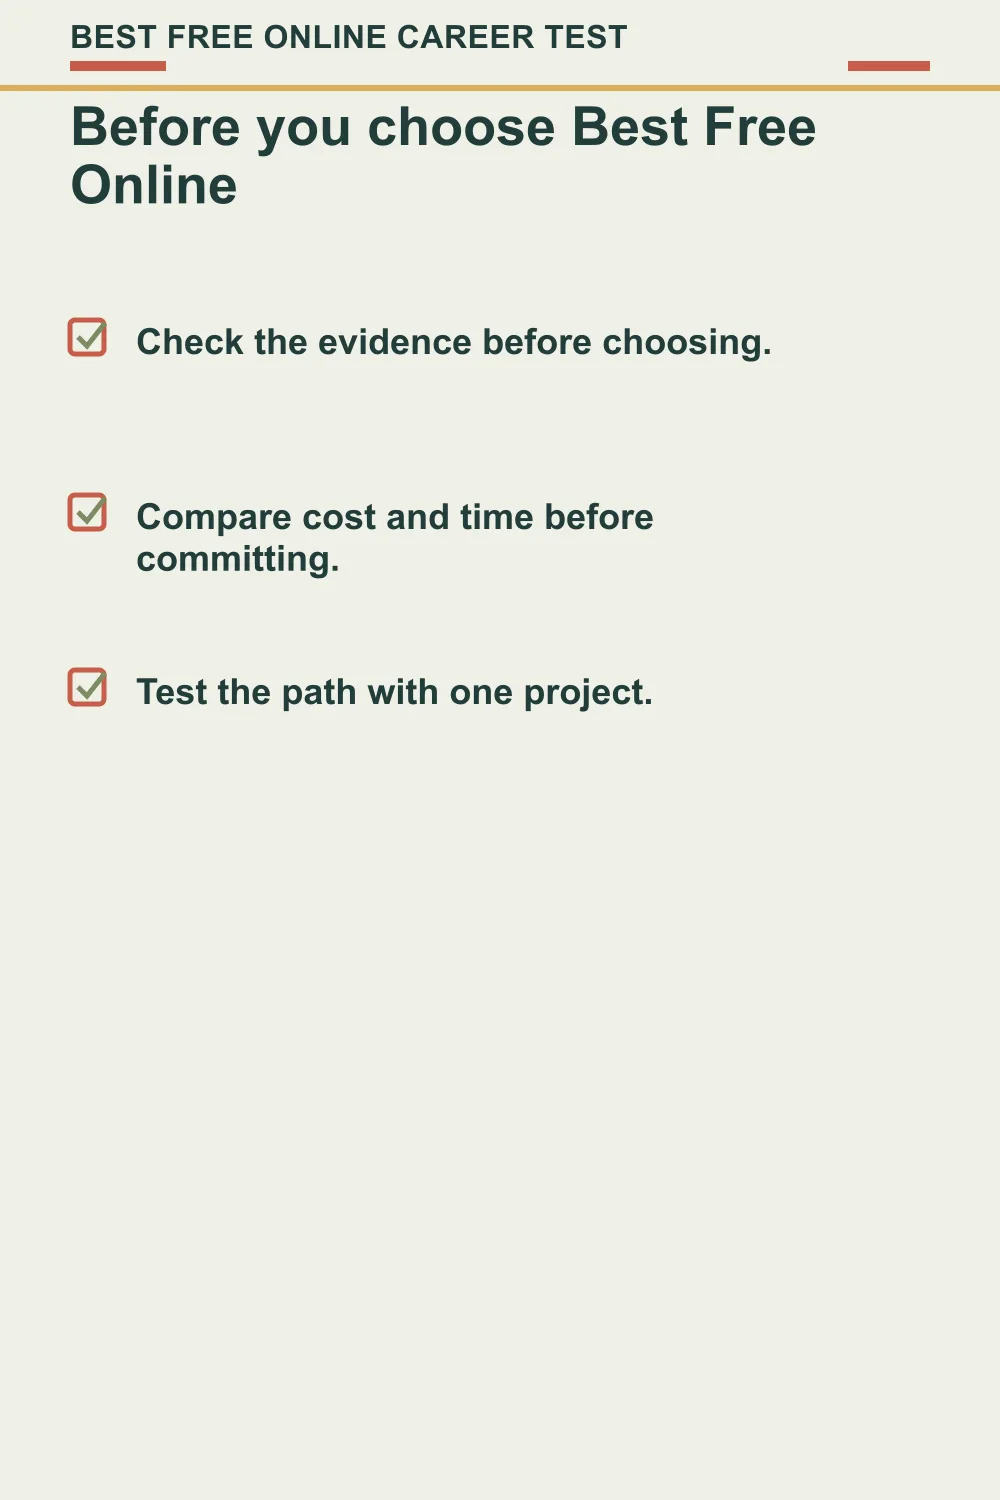 BEST FREE ONLINE CAREER TEST
Before you choose Best Free
Online
Check the evidence before choosing.
Compare cost and time before
committing.
Test the path with one project.